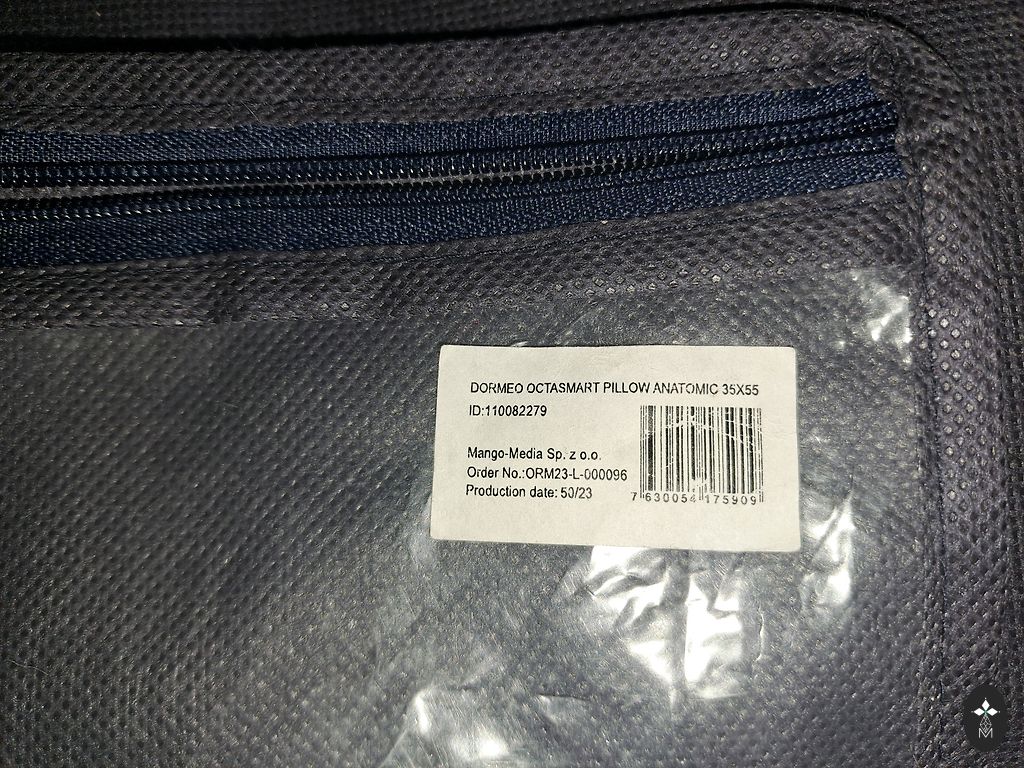 DORMEO OCTASMART PILLOW ANATOMIC 35X55
ID:110082279
Mango-Media Sp. z o.o.
Order No.:ORM23-L-000096
Production date: 50/23
7 630054 175909
M